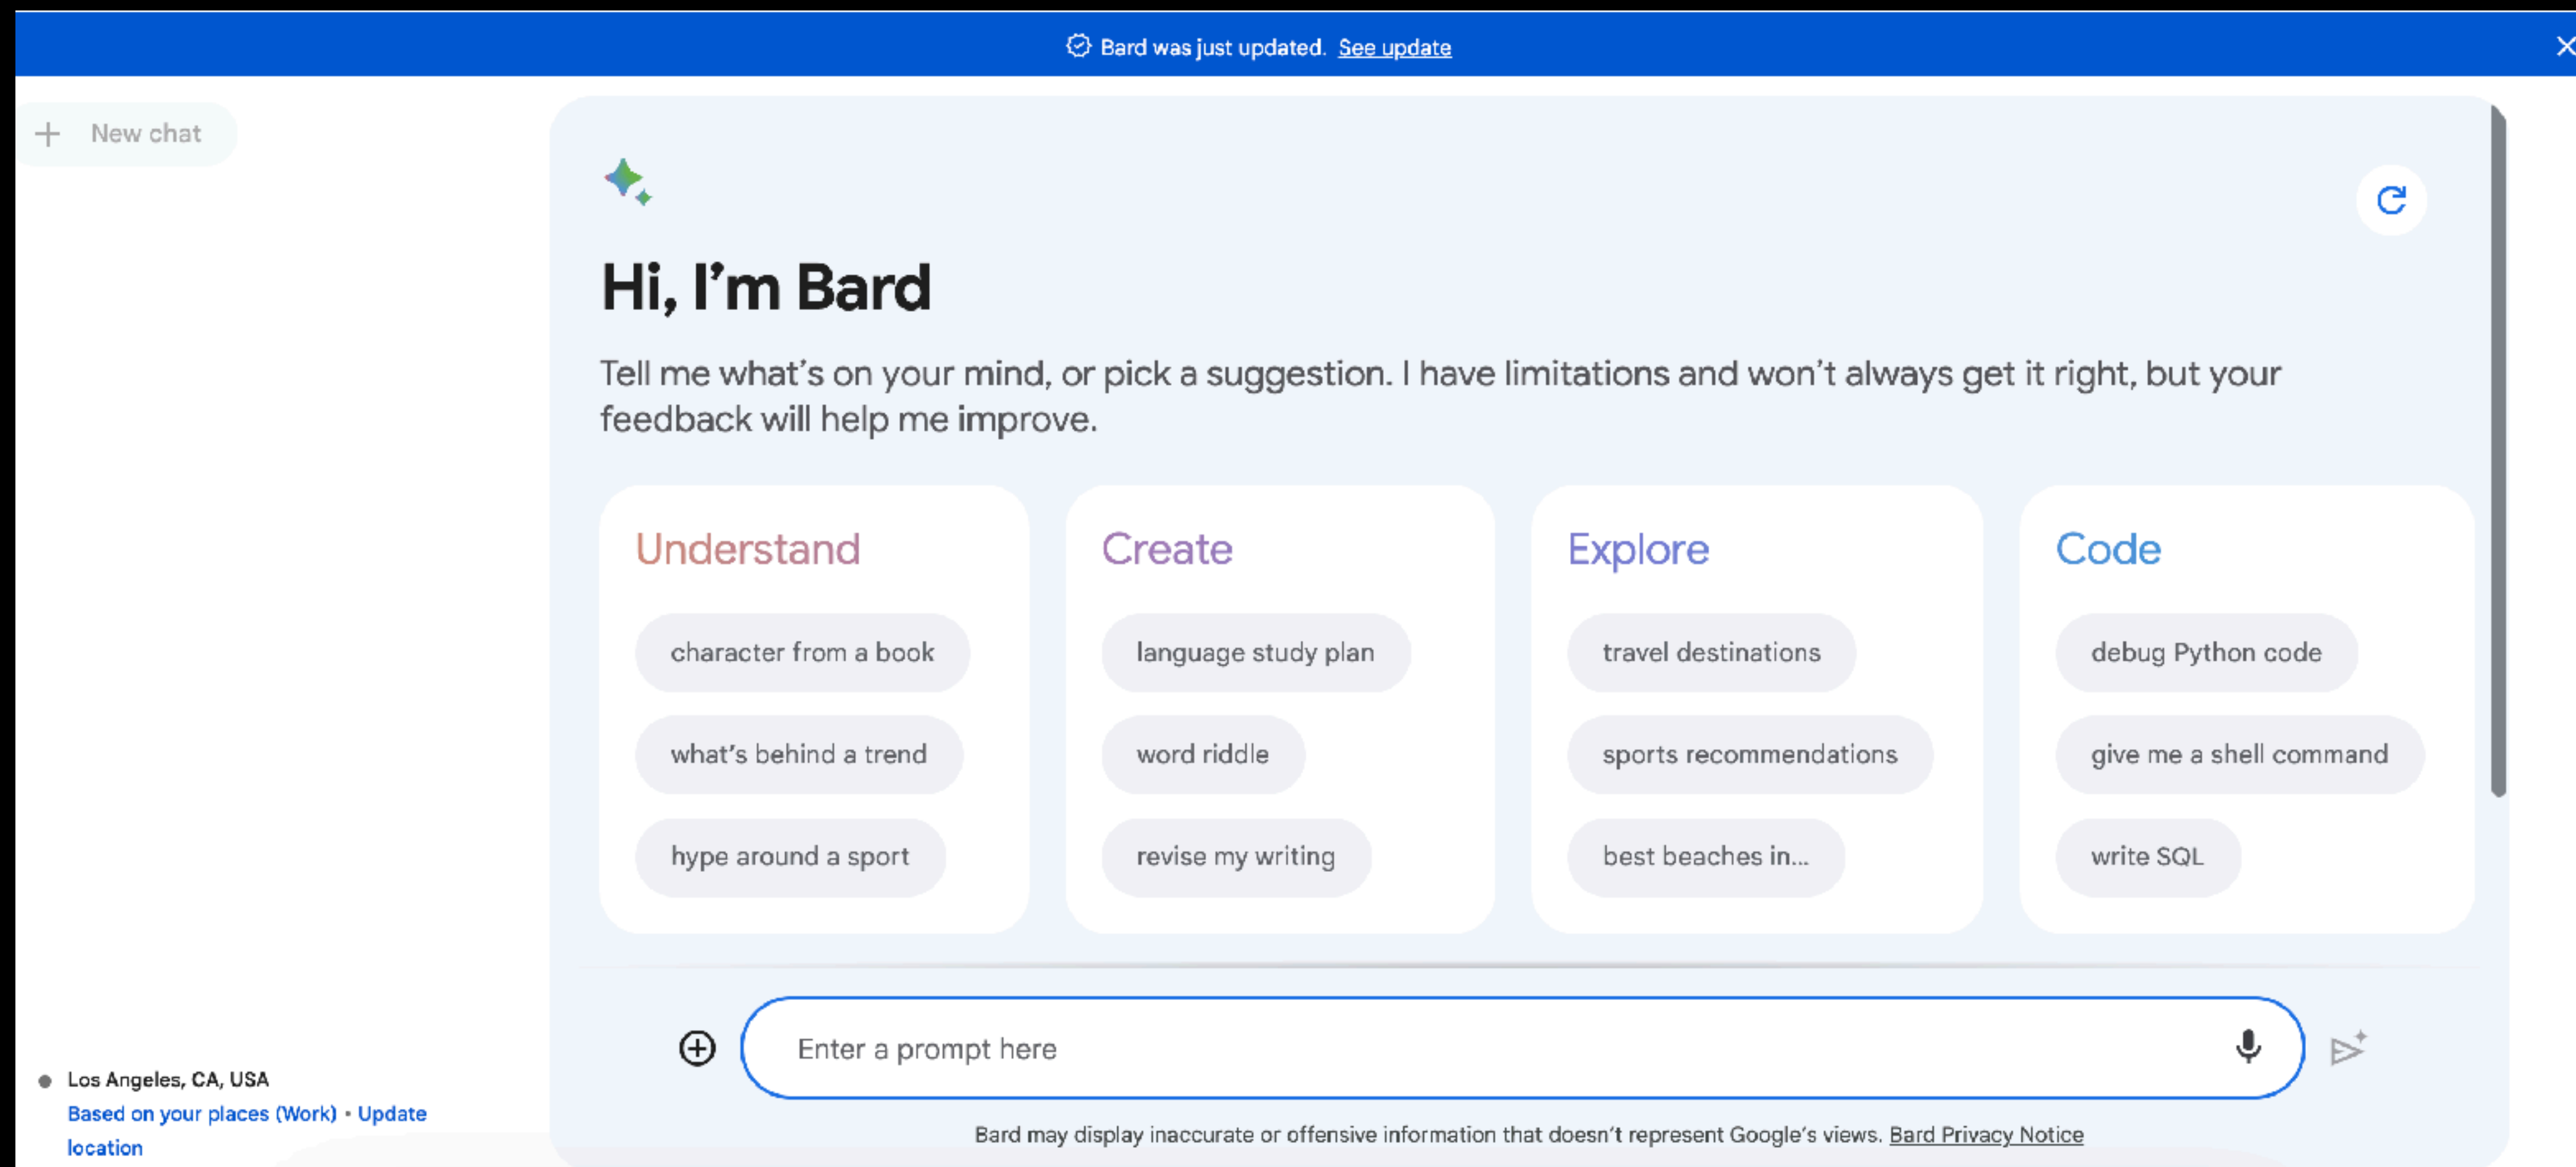 Bard was just updated. See update
New chat
Hi, I'm Bard
Tell me what's on your mind, or pick a suggestion. I have limitations and won't always get it right, but your
feedback will help me improve.
Understand
character from a book
what's behind a trend
hype around a sport
Create
language study plan
word riddle
revise my writing
Explore
travel destinations
sports recommendations
best beaches in...
Code
debug Python code
give me a shell command
write SQL
Enter a prompt here
Los Angeles, CA, USA
Based on your places (Work) • Update
location
Bard may display inaccurate or offensive information that doesn't represent Google's views. Bard Privacy Notice